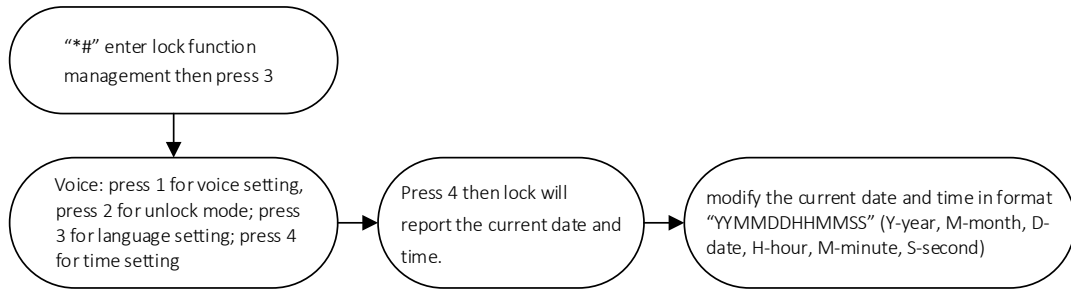 “*#” enter lock function
management then press 3
Voice: press 1 for voice setting,
press 2 for unlock mode; press
3 for language setting; press 4
for time setting
Press 4 then lock will
report the current date and
time.
modify the current date and time in format
“YYMMDDHHMMSS” (Y-year, M-month, D-
date, H-hour, M-minute, S-second)